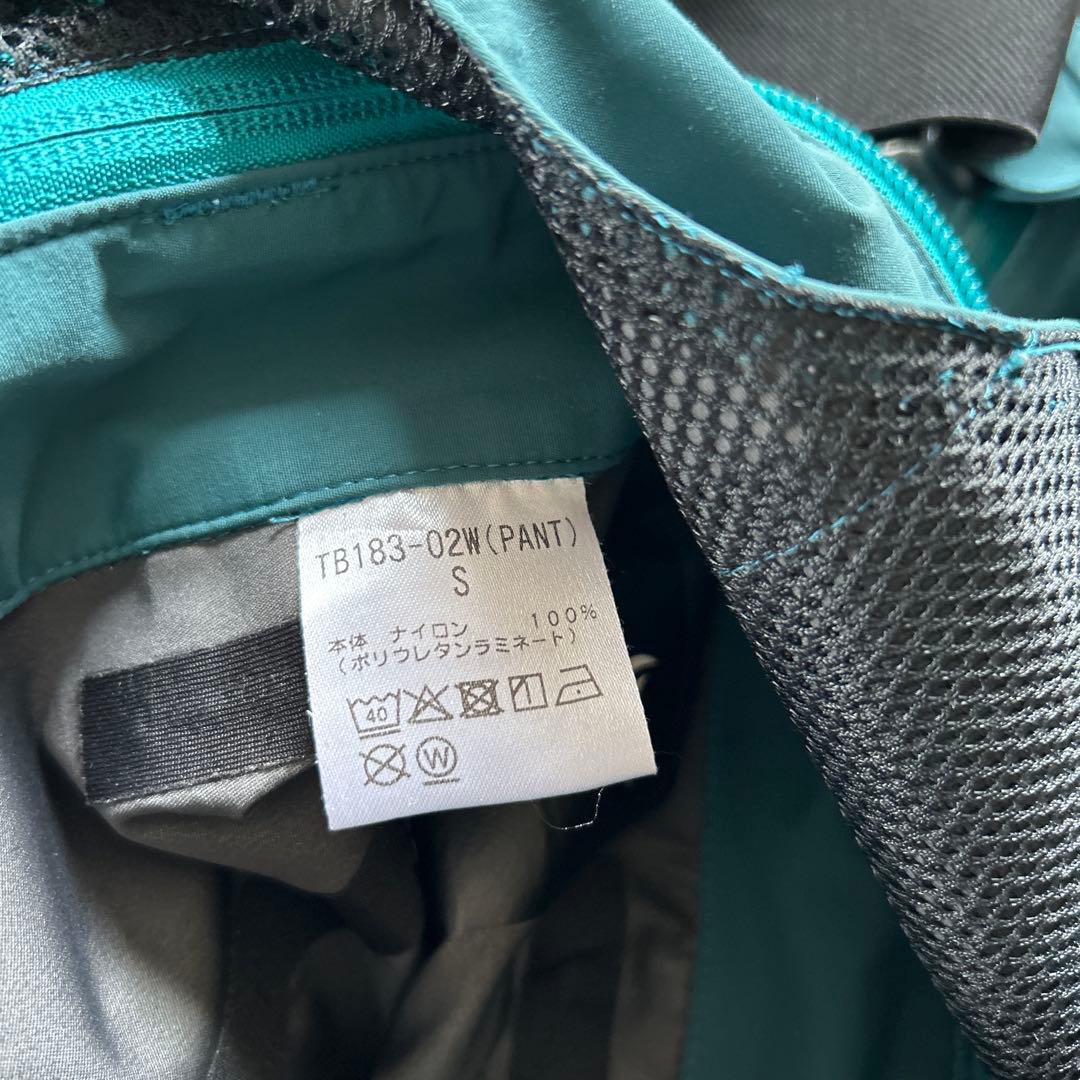 TB183-02W(PANT)
S
本体 ナイロン 100%
(ポリウレタンラミネート)
40
W